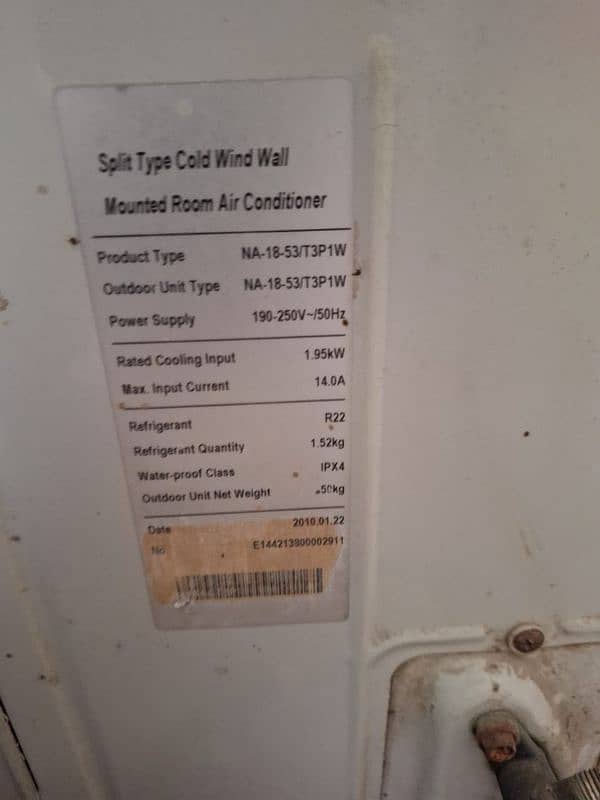 Split Type Cold Wind Wall
Mounted Room Air Conditioner
Product Type NA-18-53/T3P1W
Outdoor Unit Type NA-18-53/T3P1W
Power Supply 190-250V~/50Hz
Rated Cooling Input 1.95kW
Max. Input Current 14.0A
Refrigerant R22
Refrigerant Quantity 1.52kg
Water-proof Class IPX4
Outdoor Unit Net Weight 50kg
Date 2010.01.22
No E144213800002911